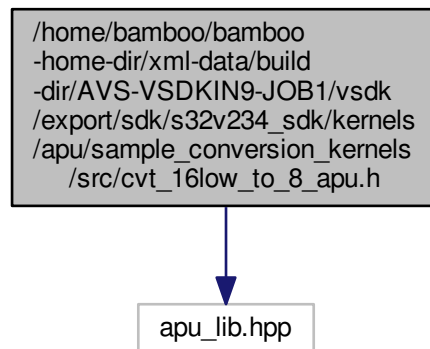 /home/bamboo/bamboo
-home-dir/xml-data/build
-dir/AVS-VSDKIN9-JOB1/vsdk
/export/sdk/s32v234_sdk/kernels
/apu/sample_conversion_kernels
/src/cvt_16low_to_8_apu.h
apu_lib.hpp